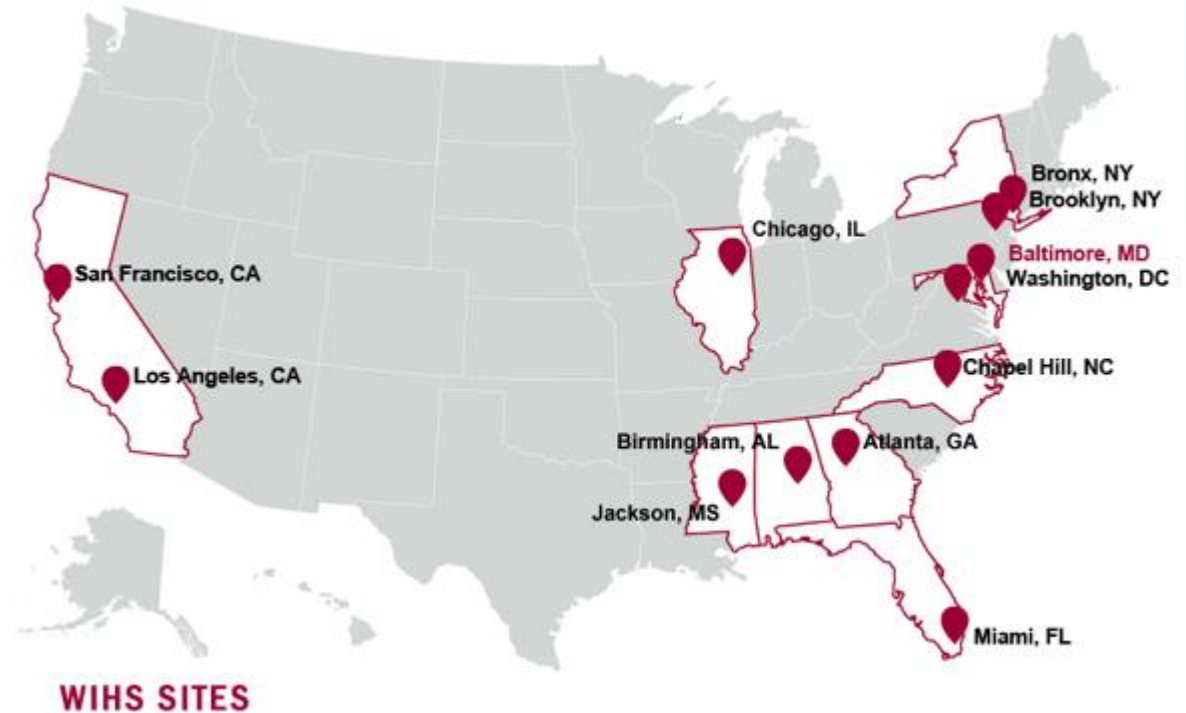 Bronx, NY
Brooklyn, NY
Chicago, IL
Baltimore, MD
Washington, DC
San Francisco, CA
Chapel Hill, NC
Los Angeles, CA
Birmingham, AL
Atlanta, GA
Jackson, MS
Miami, FL
WIHS SITES